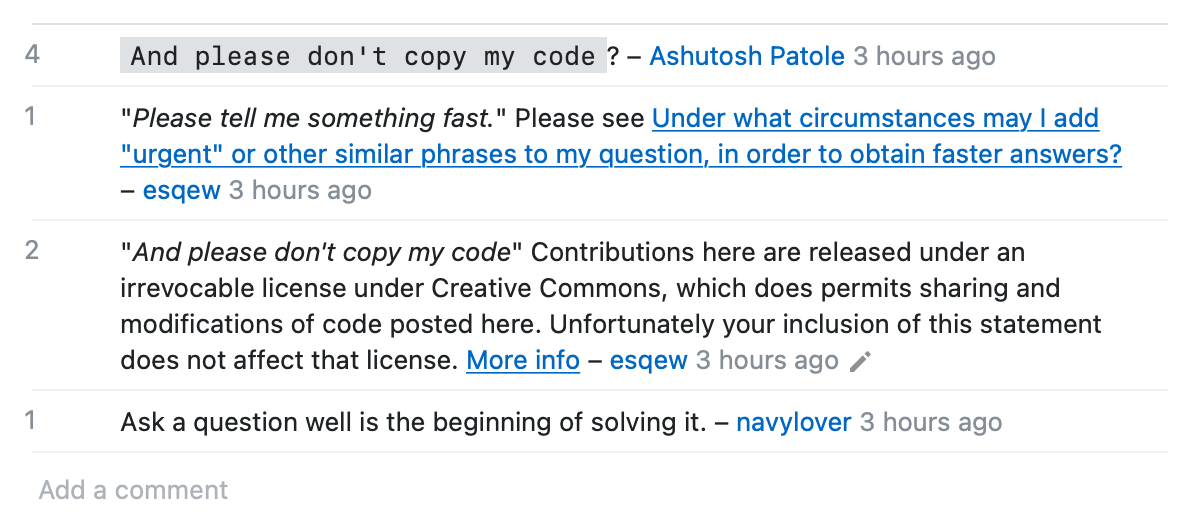 4 And please don't copy my code ? – Ashutosh Patole 3 hours ago
1 "Please tell me something fast." Please see Under what circumstances may I add
"urgent" or other similar phrases to my question, in order to obtain faster answers?
– esqew 3 hours ago
2 "And please don't copy my code" Contributions here are released under an
irrevocable license under Creative Commons, which does permits sharing and
modifications of code posted here. Unfortunately your inclusion of this statement
does not affect that license. More info – esqew 3 hours ago
1 Ask a question well is the beginning of solving it. – navylover 3 hours ago
Add a comment